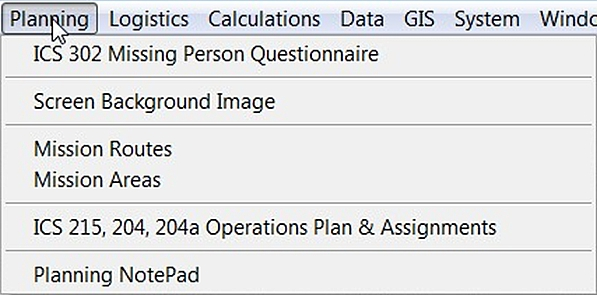 Planning Logistics Calculations Data GIS System Windo
ICS 302 Missing Person Questionnaire
Screen Background Image
Mission Routes
Mission Areas
ICS 215, 204, 204a Operations Plan & Assignments
Planning NotePad